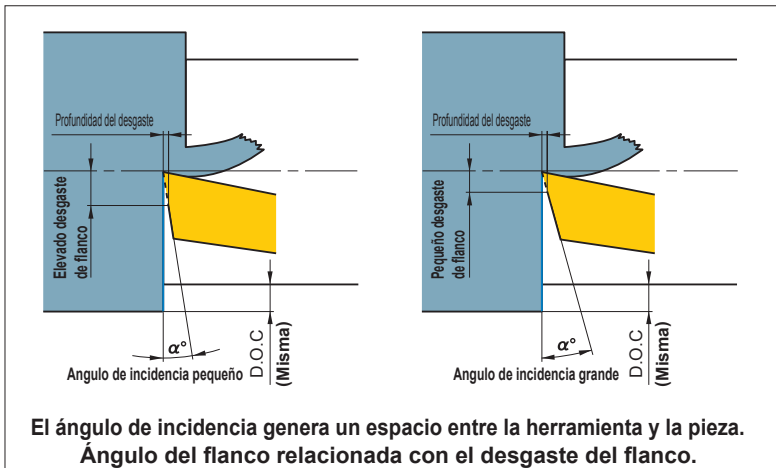 Profundidad del desgaste
Elevado desgaste
de flanco
α°
D.O.C
(Misma)
Angulo de incidencia pequeño
Profundidad del desgaste
Pequeño desgaste
de flanco
α°
D.O.C
(Misma)
Angulo de incidencia grande
El ángulo de incidencia genera un espacio entre la herramienta y la pieza.
Ángulo del flanco relacionada con el desgaste del flanco.